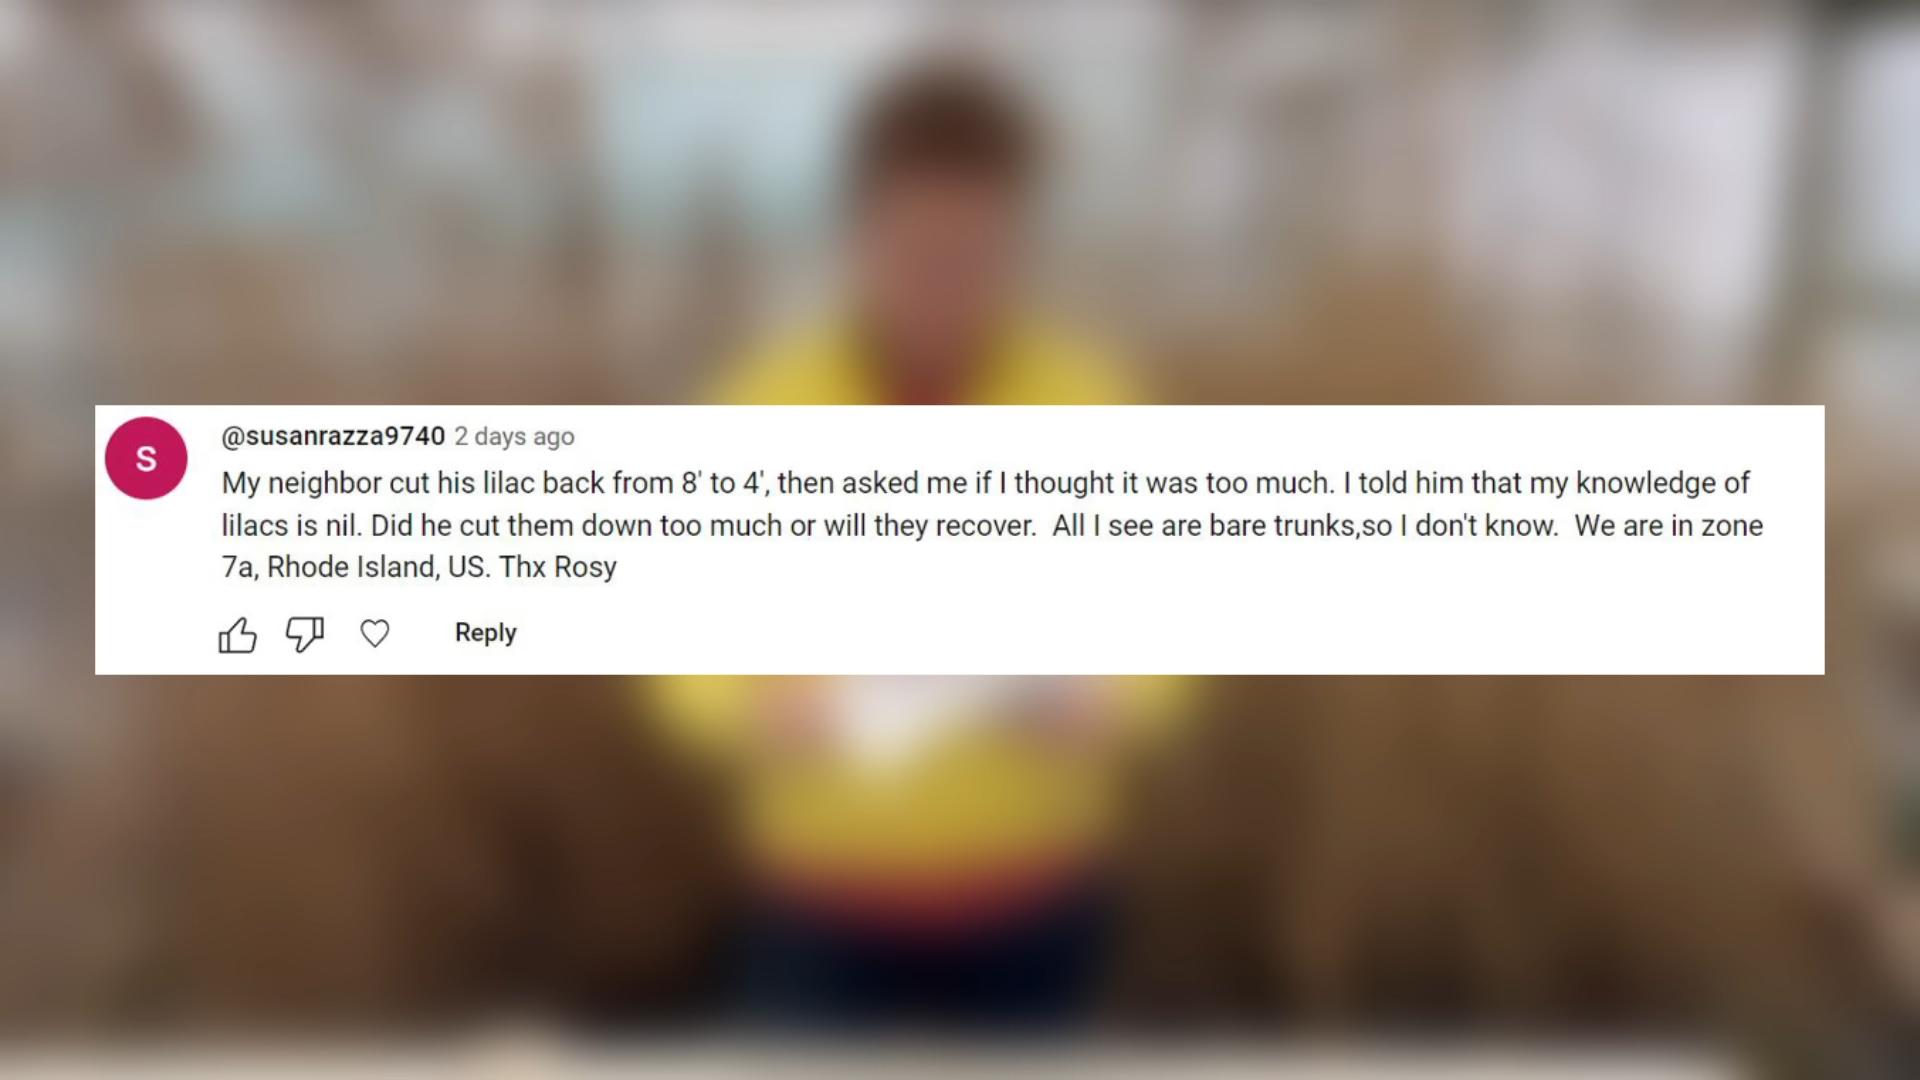 S
@susanrazza9740 2 days ago
My neighbor cut his lilac back from 8' to 4', then asked me if I thought it was too much. I told him that my knowledge of
lilacs is nil. Did he cut them down too much or will they recover.  All I see are bare trunks,so I don't know.  We are in zone
7a, Rhode Island, US. Thx Rosy
Reply